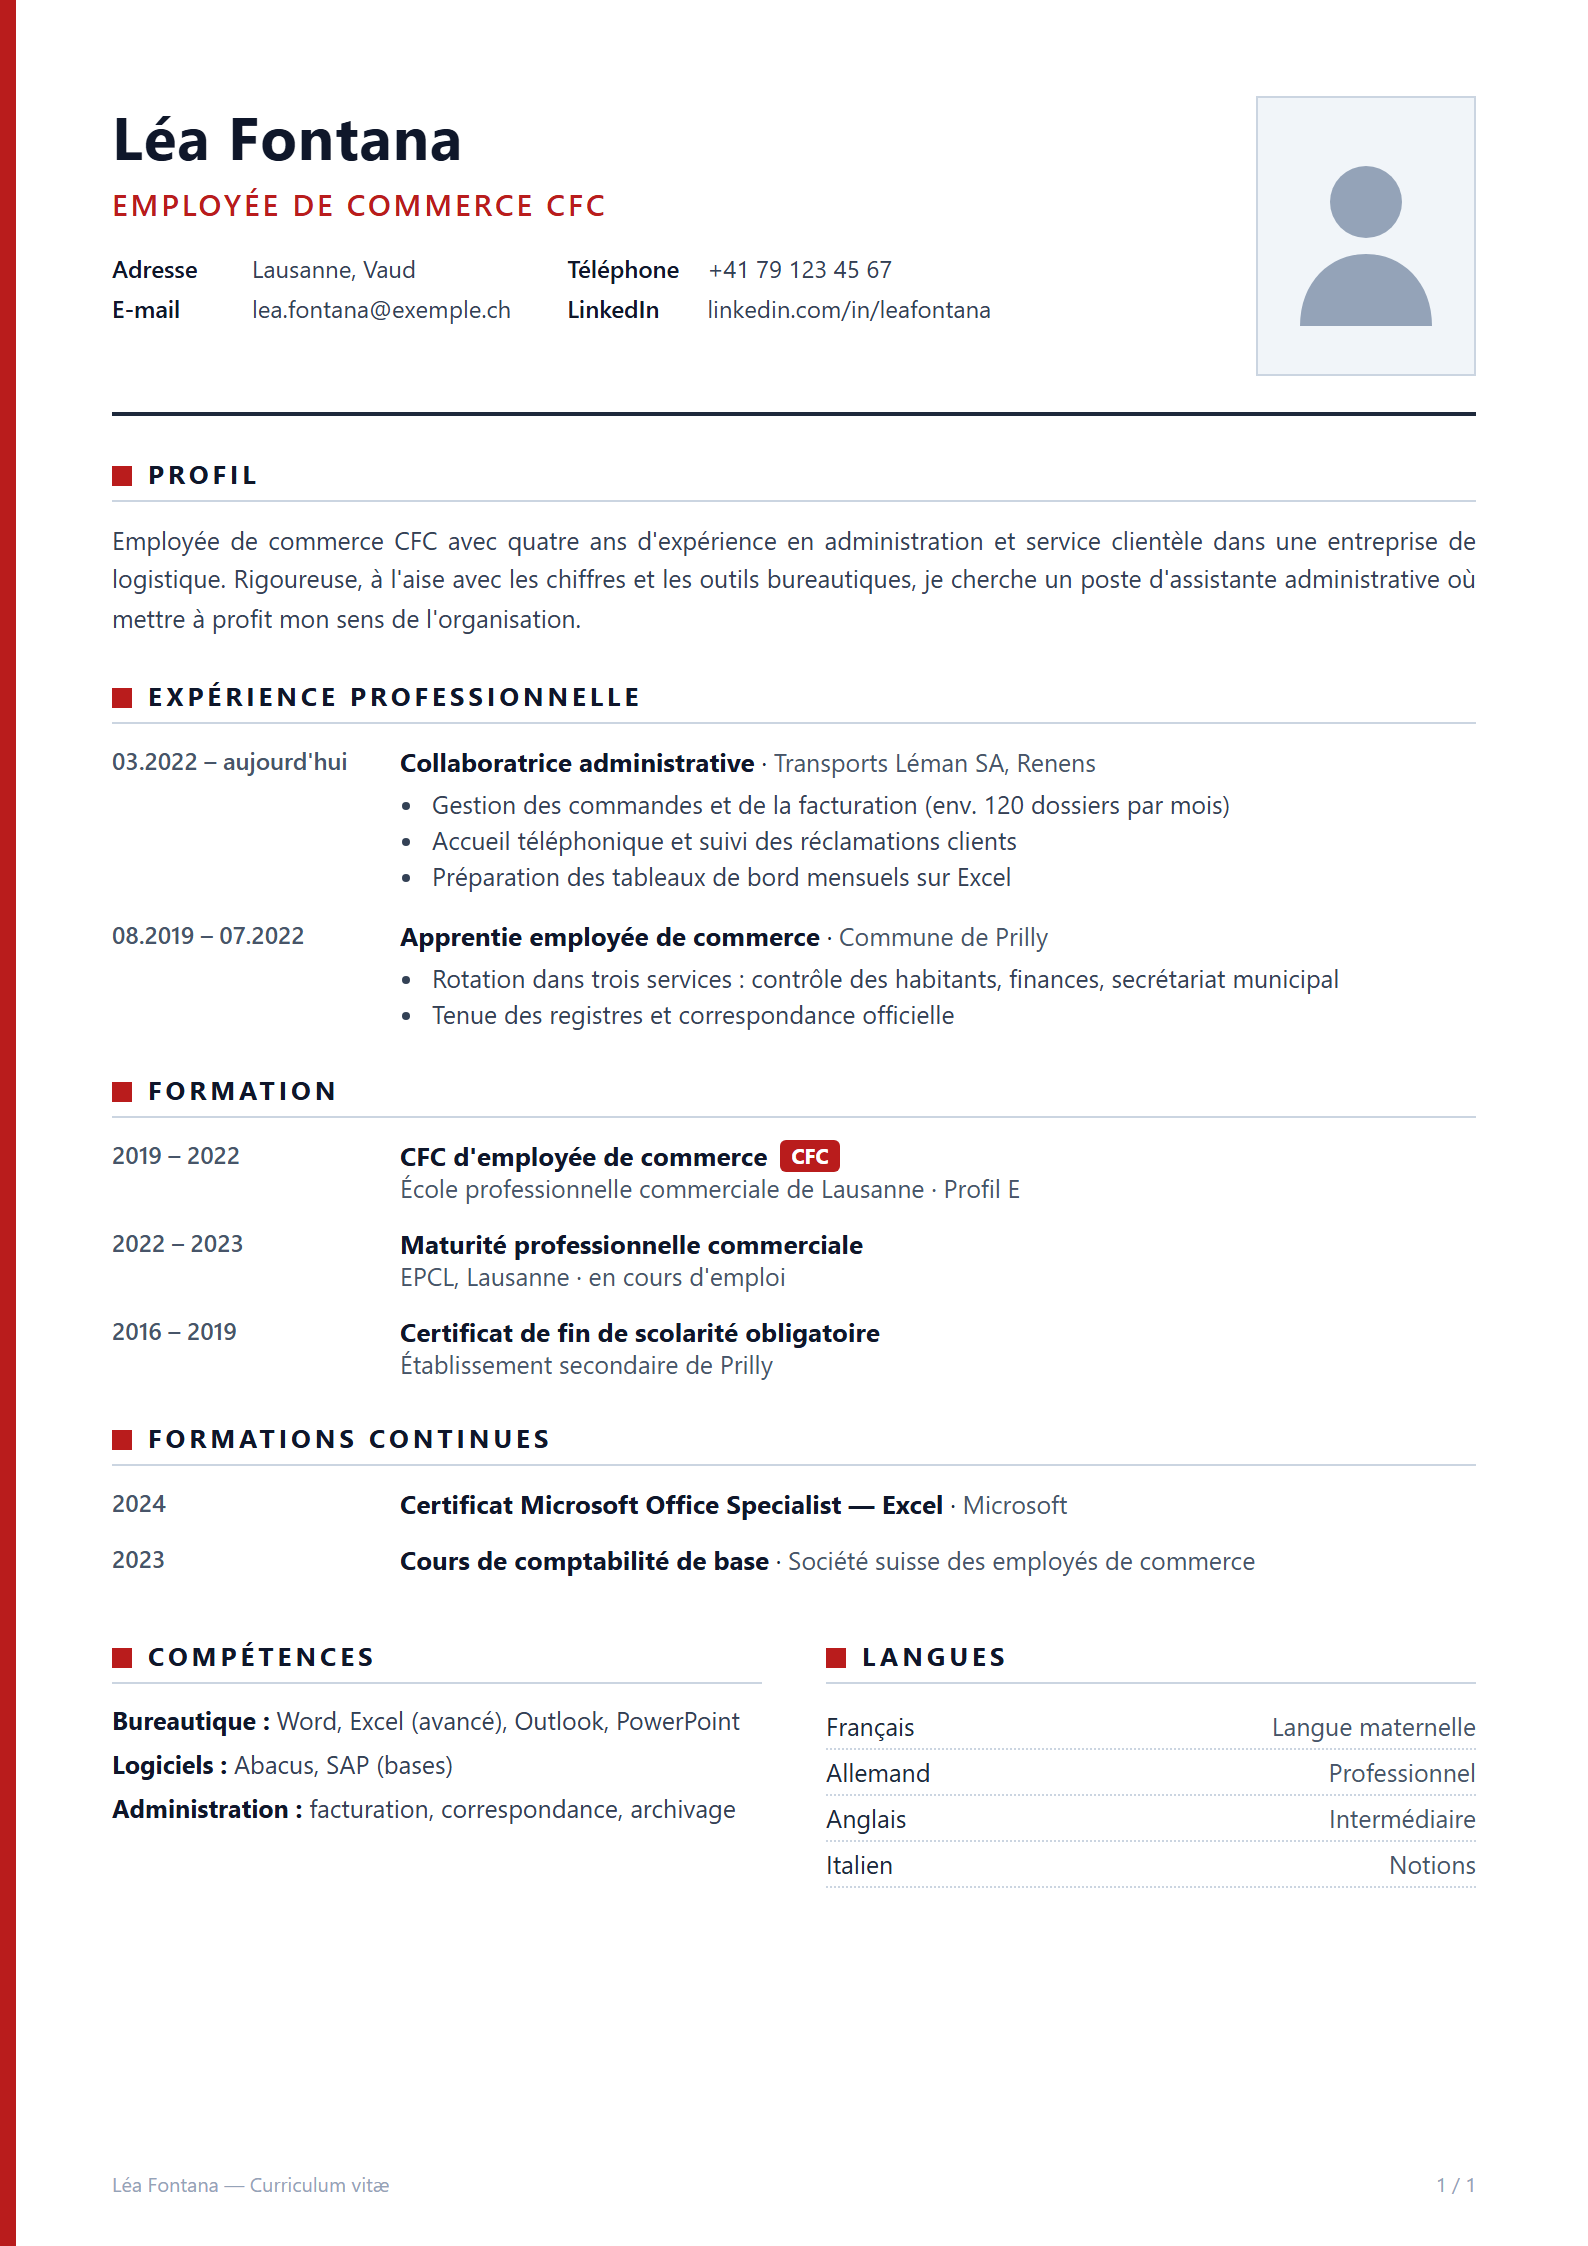 Léa Fontana
EMPLOYÉE DE COMMERCE CFC
Adresse Lausanne, Vaud Téléphone +41 79 123 45 67
E-mail lea.fontana@exemple.ch LinkedIn linkedin.com/in/leafontana
PROFIL
Employée de commerce CFC avec quatre ans d'expérience en administration et service clientèle dans une entreprise de
logistique. Rigoureuse, à l'aise avec les chiffres et les outils bureautiques, je cherche un poste d'assistante administrative où
mettre à profit mon sens de l'organisation.
EXPÉRIENCE PROFESSIONNELLE
03.2022 – aujourd'hui Collaboratrice administrative · Transports Léman SA, Renens
• Gestion des commandes et de la facturation (env. 120 dossiers par mois)
• Accueil téléphonique et suivi des réclamations clients
• Préparation des tableaux de bord mensuels sur Excel
08.2019 – 07.2022 Apprentie employée de commerce · Commune de Prilly
• Rotation dans trois services : contrôle des habitants, finances, secrétariat municipal
• Tenue des registres et correspondance officielle
FORMATION
2019 – 2022 CFC d'employée de commerce CFC
École professionnelle commerciale de Lausanne · Profil E
2022 – 2023 Maturité professionnelle commerciale
EPCL, Lausanne · en cours d'emploi
2016 – 2019 Certificat de fin de scolarité obligatoire
Établissement secondaire de Prilly
FORMATIONS CONTINUES
2024 Certificat Microsoft Office Specialist — Excel · Microsoft
2023 Cours de comptabilité de base · Société suisse des employés de commerce
COMPÉTENCES
Bureautique : Word, Excel (avancé), Outlook, PowerPoint
Logiciels : Abacus, SAP (bases)
Administration : facturation, correspondance, archivage
LANGUES
Français Langue maternelle
Allemand Professionnel
Anglais Intermédiaire
Italien Notions
Léa Fontana — Curriculum vitæ 1 / 1